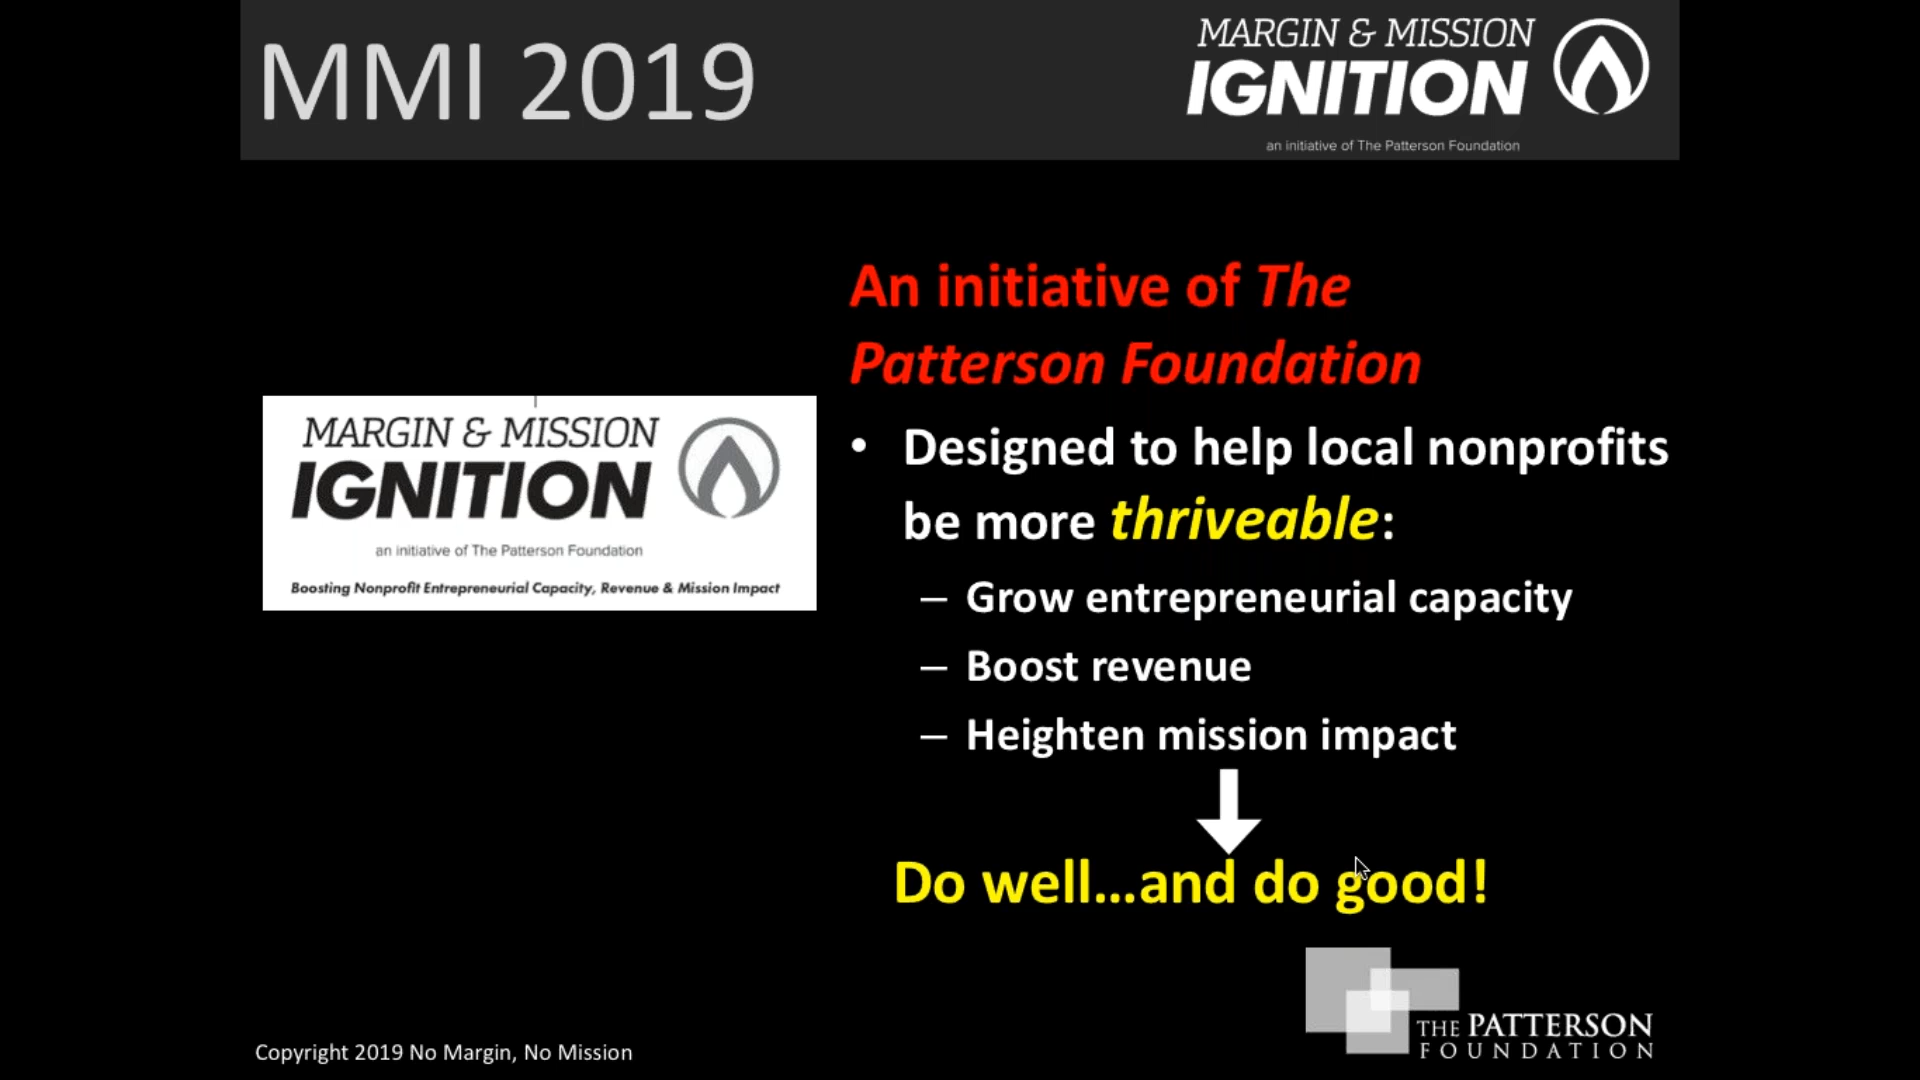 MMI 2019
MARGIN & MISSION
IGNITION
an initiative of The Patterson Foundation
An initiative of The
Patterson Foundation
• Designed to help local nonprofits
be more thriveable:
– Grow entrepreneurial capacity
– Boost revenue
– Heighten mission impact
Do well...and do good!
MARGIN & MISSION
IGNITION
an initiative of The Patterson Foundation
Boosting Nonprofit Entrepreneurial Capacity, Revenue & Mission Impact
THE PATTERSON
FOUNDATION
Copyright 2019 No Margin, No Mission